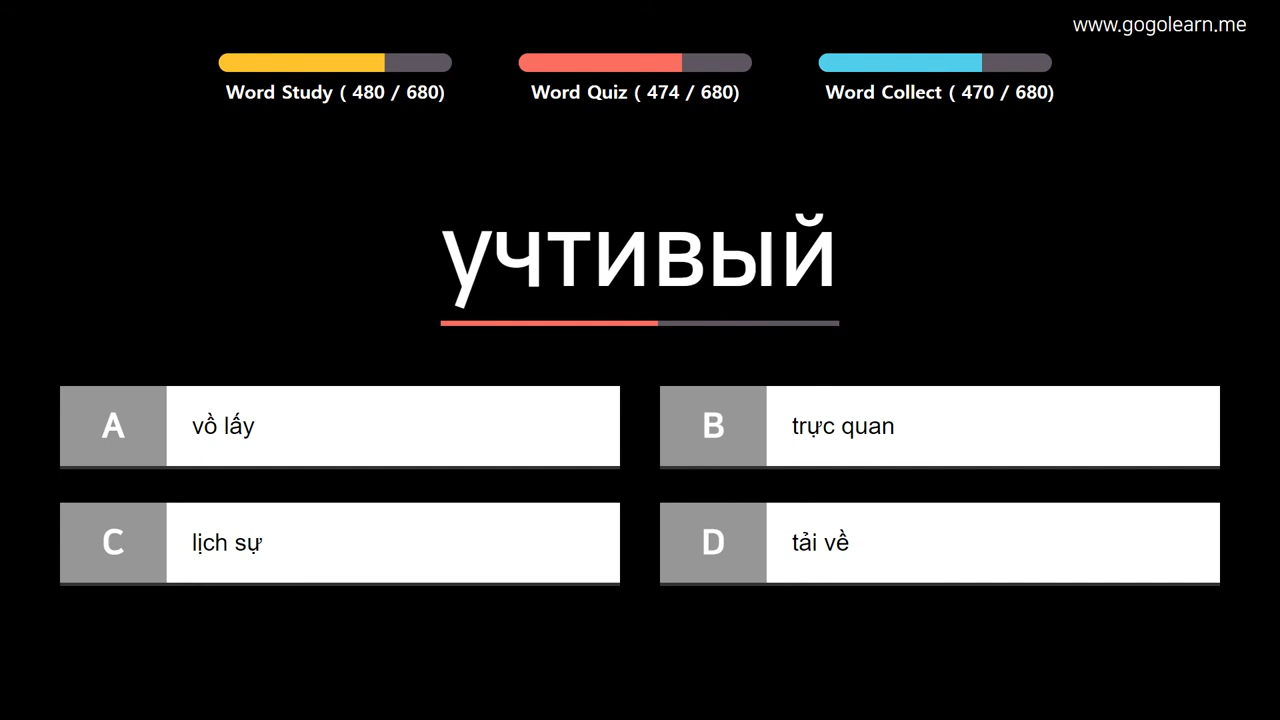 www.gogolearn.me
Word Study ( 480 / 680)
Word Quiz ( 474 / 680)
Word Collect ( 470 / 680)
учтивый
A vồ lấy
B trực quan
C lịch sự
D tải về